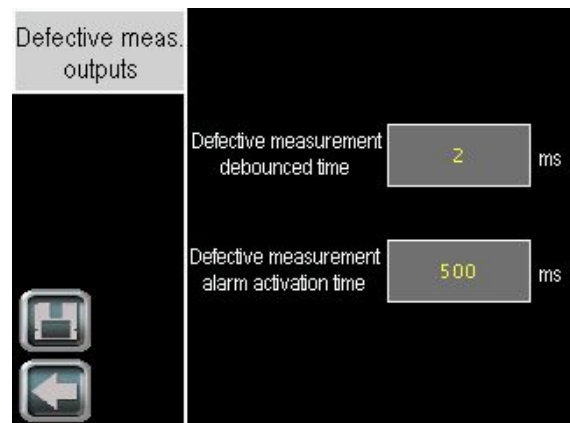 Defective meas.
outputs
Defective measurement
debounced time
2
ms
Defective measurement
alarm activation time
500
ms